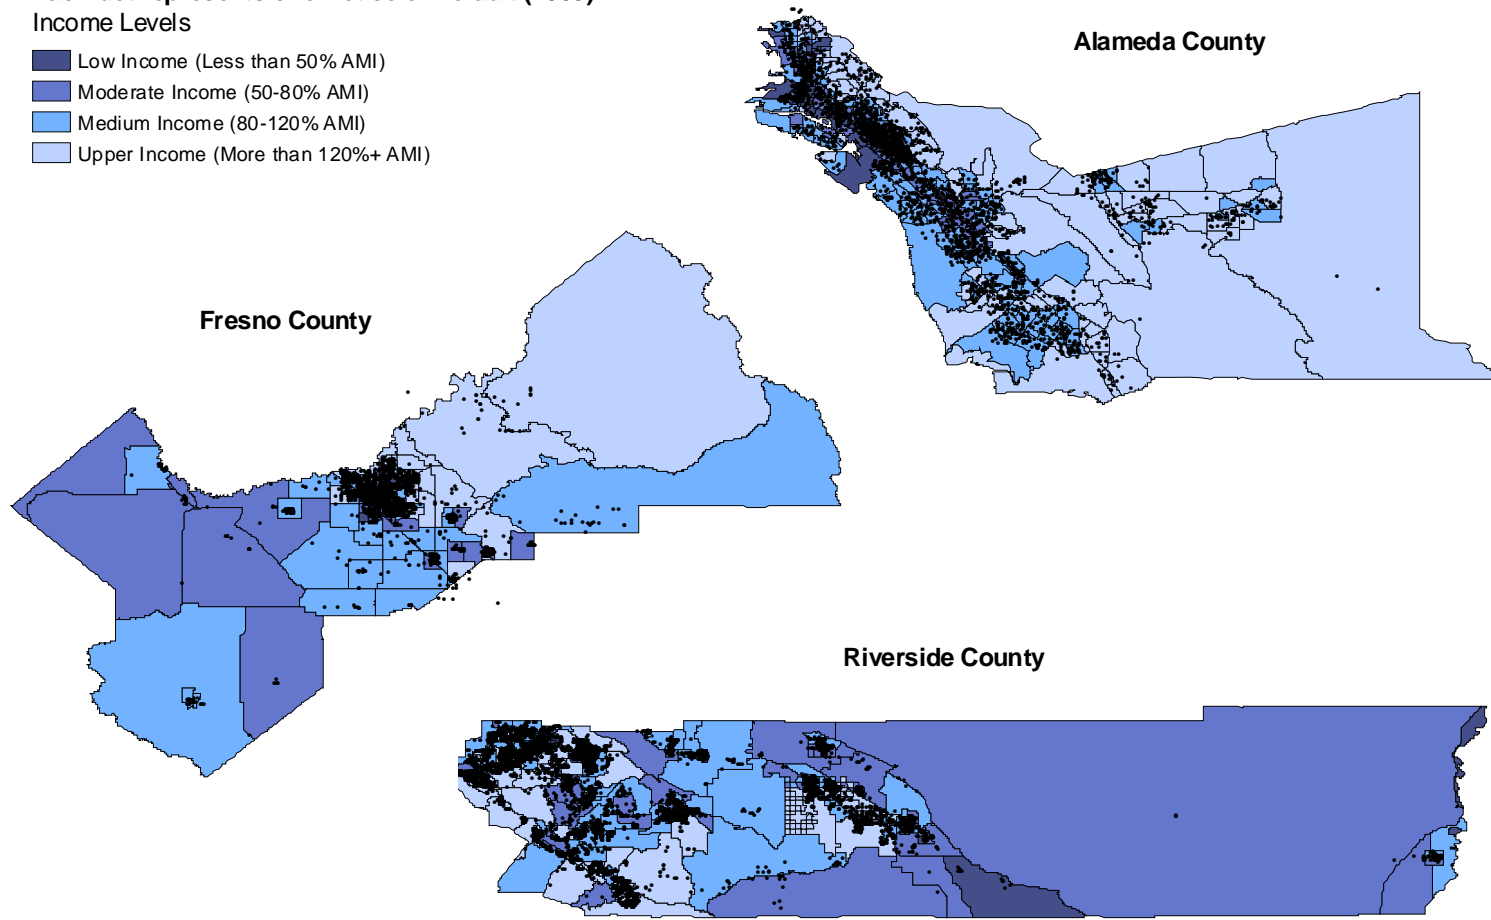 Income Levels
Low Income (Less than 50% AMI)
Moderate Income (50-80% AMI)
Medium Income (80-120% AMI)
Upper Income (More than 120%+ AMI)
Alameda County
Fresno County
Riverside County